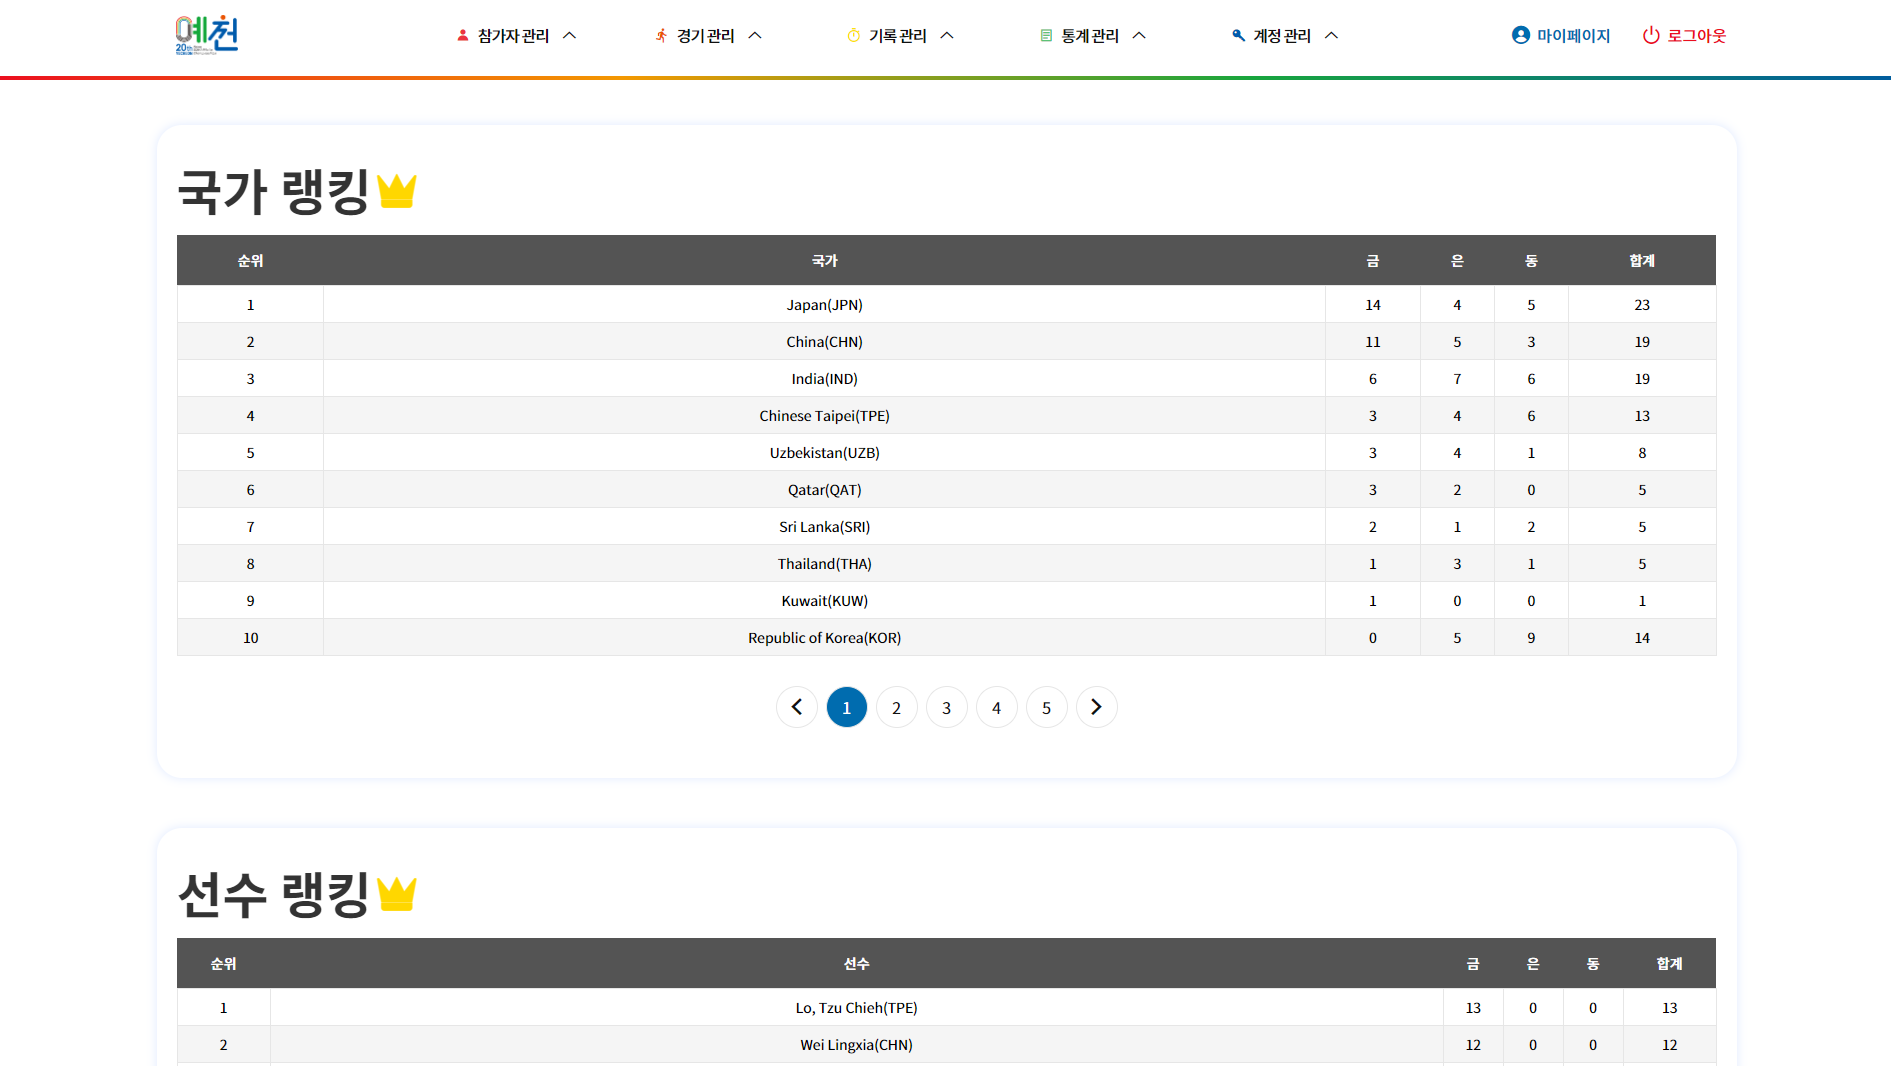 예천
20th
참가자 관리 경기 관리 기록 관리 통계 관리 계정 관리 마이페이지 로그아웃
국가 랭킹
순위 국가 금 은 동 합계
1 Japan(JPN) 14 4 5 23
2 China(CHN) 11 5 3 19
3 India(IND) 6 7 6 19
4 Chinese Taipei(TPE) 3 4 6 13
5 Uzbekistan(UZB) 3 4 1 8
6 Qatar(QAT) 3 2 0 5
7 Sri Lanka(SRI) 2 1 2 5
8 Thailand(THA) 1 3 1 5
9 Kuwait(KUW) 1 0 0 1
10 Republic of Korea(KOR) 0 5 9 14
1 2 3 4 5
선수 랭킹
순위 선수 금 은 동 합계
1 Lo, Tzu Chieh(TPE) 13 0 0 13
2 Wei Lingxia(CHN) 12 0 0 12